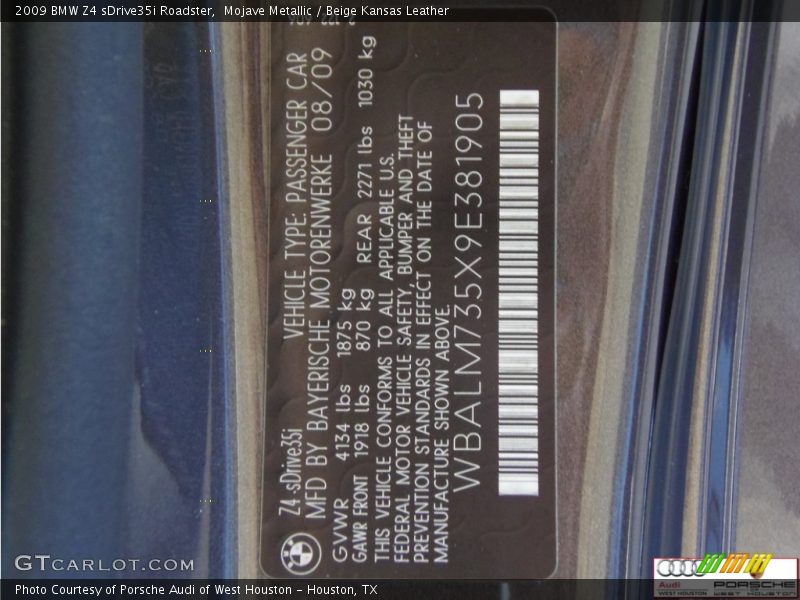 2009 BMW Z4 sDrive35i Roadster,  Mojave Metallic / Beige Kansas Leather
Z4 sDrive35i VEHICLE TYPE: PASSENGER CAR
MFD BY BAYERISCHE MOTORENWERKE 08/09
GVWR 4134 lbs 1875 kg
GAWR FRONT 1918 lbs 870 kg REAR 2271 lbs 1030 kg
THIS VEHICLE CONFORMS TO ALL APPLICABLE U.S.
FEDERAL MOTOR VEHICLE SAFETY, BUMPER AND THEFT
PREVENTION STANDARDS IN EFFECT ON THE DATE OF
MANUFACTURE SHOWN ABOVE.
WBALM735X9E381905
GTCARLOT.COM
Audi PORSCHE
WEST HOUSTON WEST HOUSTON
Photo Courtesy of Porsche Audi of West Houston - Houston, TX